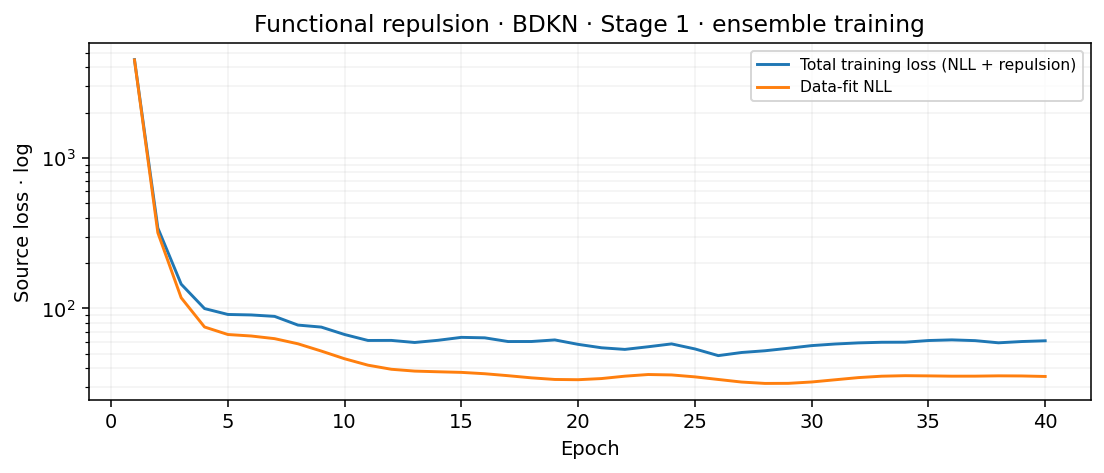 Functional repulsion · BDKN · Stage 1 · ensemble training
Total training loss (NLL + repulsion)
Data-fit NLL
Source loss · log
10³
10²
0 5 10 15 20 25 30 35 40
Epoch